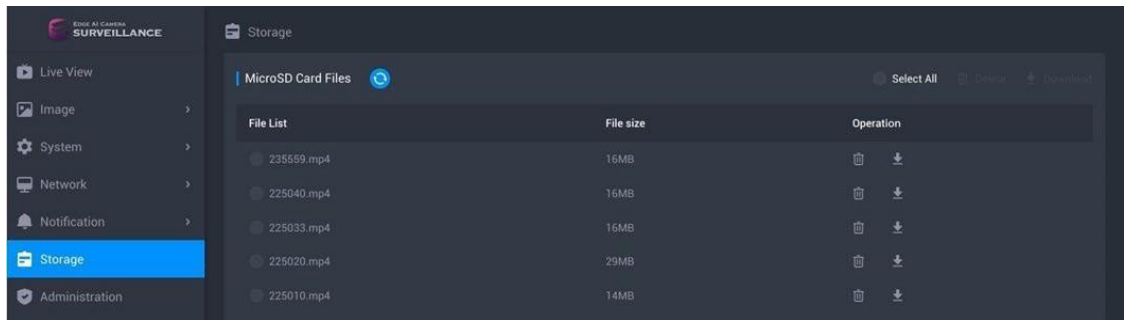 EDGE AI CAMERA
SURVEILLANCE
Live View
Image
System
Network
Notification
Storage
Administration
Storage
MicroSD Card Files
Select All Delete Download
File List File size Operation
235559.mp4 16MB
225040.mp4 16MB
225033.mp4 16MB
225020.mp4 29MB
225010.mp4 14MB